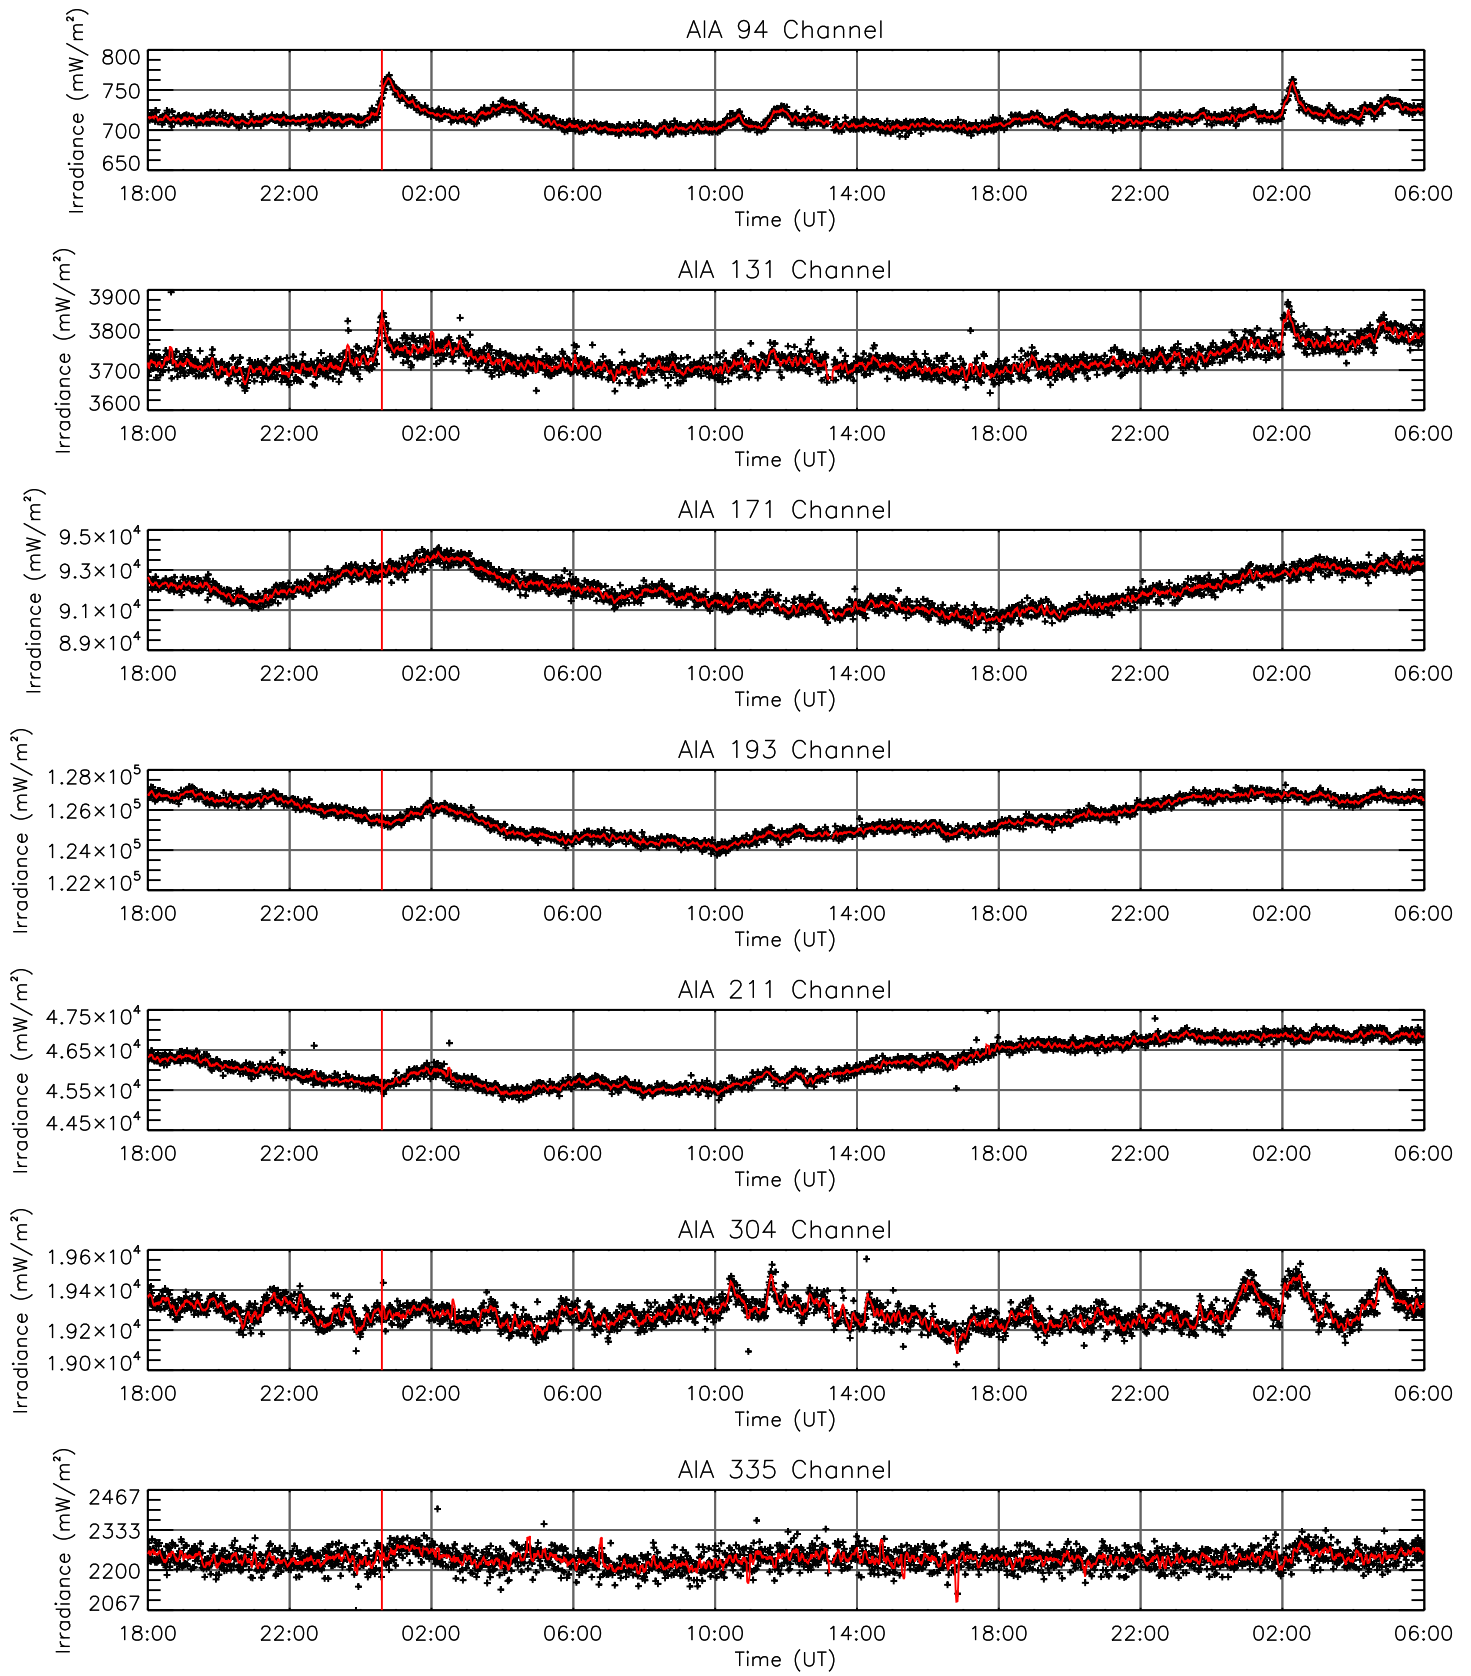 AIA 94 Channel
Irradiance (mW/m²)
800
750
700
650
18:00 22:00 02:00 06:00 10:00 14:00 18:00 22:00 02:00 06:00
Time (UT)
AIA 131 Channel
Irradiance (mW/m²)
3900
3800
3700
3600
18:00 22:00 02:00 06:00 10:00 14:00 18:00 22:00 02:00 06:00
Time (UT)
AIA 171 Channel
Irradiance (mW/m²)
9.5×10⁴
9.3×10⁴
9.1×10⁴
8.9×10⁴
18:00 22:00 02:00 06:00 10:00 14:00 18:00 22:00 02:00 06:00
Time (UT)
AIA 193 Channel
Irradiance (mW/m²)
1.28×10⁵
1.26×10⁵
1.24×10⁵
1.22×10⁵
18:00 22:00 02:00 06:00 10:00 14:00 18:00 22:00 02:00 06:00
Time (UT)
AIA 211 Channel
Irradiance (mW/m²)
4.75×10⁴
4.65×10⁴
4.55×10⁴
4.45×10⁴
18:00 22:00 02:00 06:00 10:00 14:00 18:00 22:00 02:00 06:00
Time (UT)
AIA 304 Channel
Irradiance (mW/m²)
1.96×10⁴
1.94×10⁴
1.92×10⁴
1.90×10⁴
18:00 22:00 02:00 06:00 10:00 14:00 18:00 22:00 02:00 06:00
Time (UT)
AIA 335 Channel
Irradiance (mW/m²)
2467
2333
2200
2067
18:00 22:00 02:00 06:00 10:00 14:00 18:00 22:00 02:00 06:00
Time (UT)